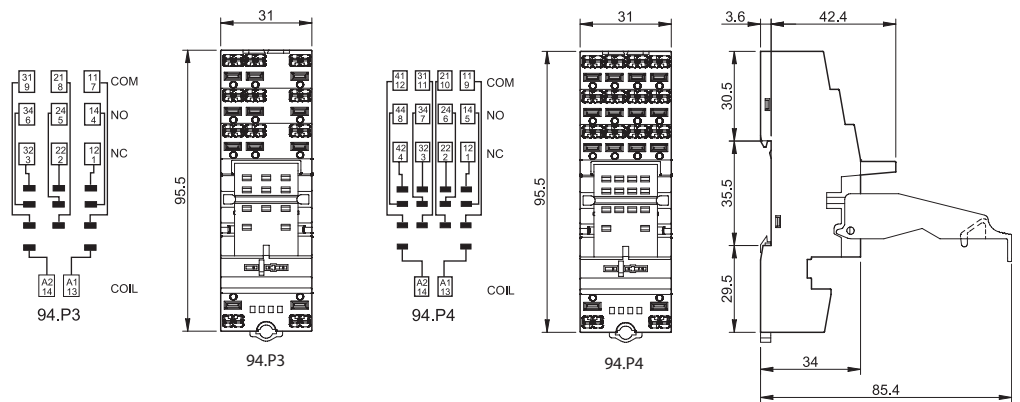 31 31 3.6 42.4
31 21 11 COM
9 8 7
34 24 14 NO
6 5 4
32 22 12 NC
3 2 1
A2 A1 COIL
14 13
94.P3
95.5
94.P3
41 31 21 11 COM
12 11 10 9
44 34 24 14 NO
8 7 6 5
42 32 22 12 NC
4 3 2 1
A2 A1 COIL
14 13
94.P4
95.5
94.P4
30.5
35.5
29.5
34
85.4